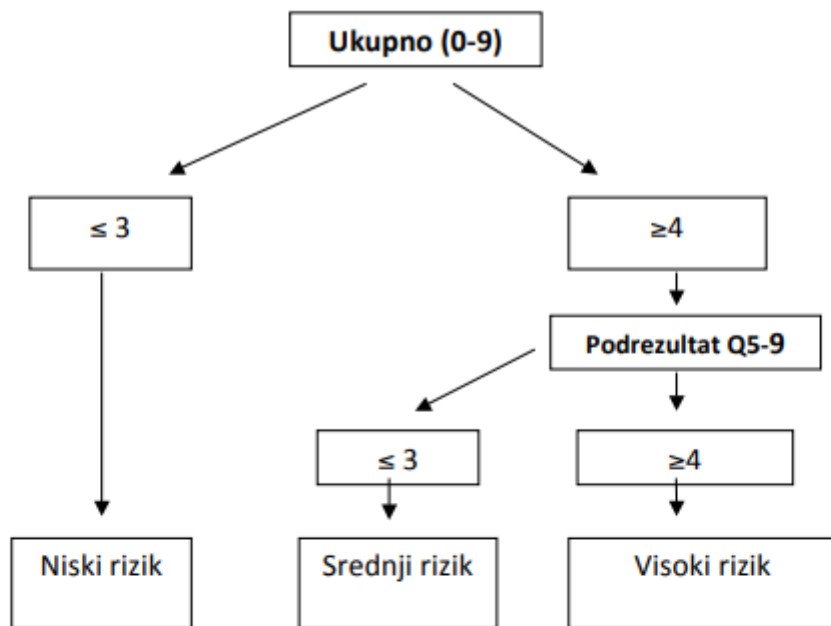 Ukupno (0-9)
≤ 3
≥4
Podrezultat Q5-9
≤ 3
≥4
Niski rizik
Srednji rizik
Visoki rizik